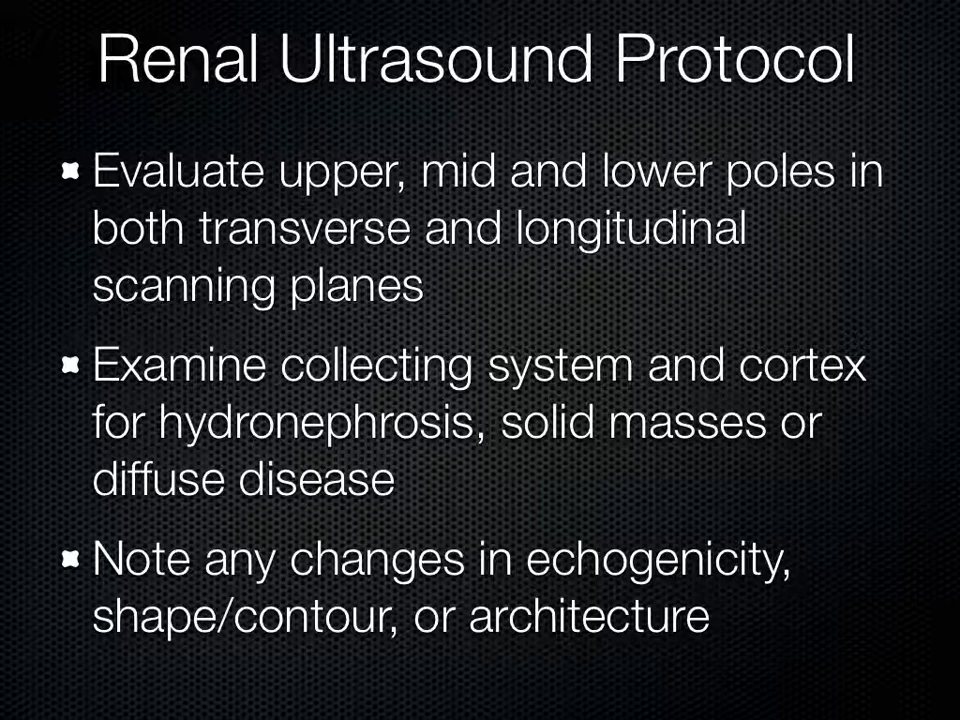 Renal Ultrasound Protocol
Evaluate upper, mid and lower poles in
both transverse and longitudinal
scanning planes
Examine collecting system and cortex
for hydronephrosis, solid masses or
diffuse disease
Note any changes in echogenicity,
shape/contour, or architecture